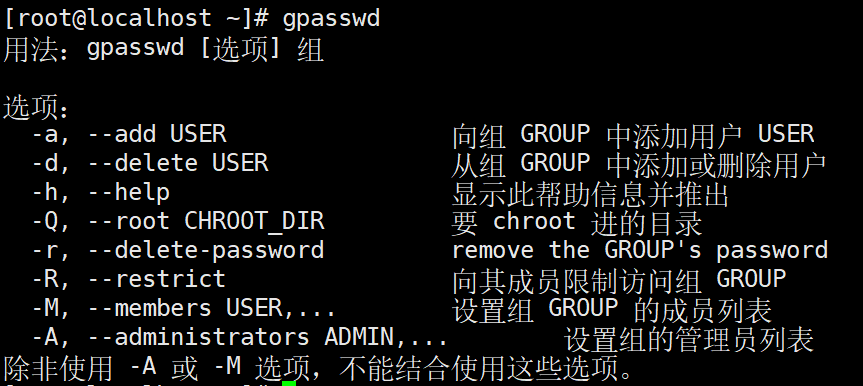 [root@localhost ~]# gpasswd
用法：gpasswd [选项] 组
选项：
-a, --add USER 向组 GROUP 中添加用户 USER
-d, --delete USER 从组 GROUP 中添加或删除用户
-h, --help 显示此帮助信息并推出
-Q, --root CHROOT_DIR 要 chroot 进的目录
-r, --delete-password remove the GROUP's password
-R, --restrict 向其成员限制访问组 GROUP
-M, --members USER,... 设置组 GROUP 的成员列表
-A, --administrators ADMIN,... 设置组的管理员列表
除非使用 -A 或 -M 选项，不能结合使用这些选项。